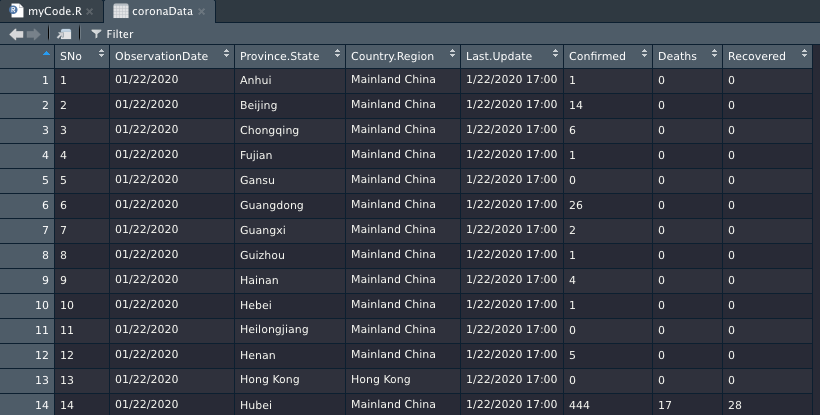 myCode.R coronaData
Filter
SNo ObservationDate Province.State Country.Region Last.Update Confirmed Deaths Recovered
1 1 01/22/2020 Anhui Mainland China 1/22/2020 17:00 1 0 0
2 2 01/22/2020 Beijing Mainland China 1/22/2020 17:00 14 0 0
3 3 01/22/2020 Chongqing Mainland China 1/22/2020 17:00 6 0 0
4 4 01/22/2020 Fujian Mainland China 1/22/2020 17:00 1 0 0
5 5 01/22/2020 Gansu Mainland China 1/22/2020 17:00 0 0 0
6 6 01/22/2020 Guangdong Mainland China 1/22/2020 17:00 26 0 0
7 7 01/22/2020 Guangxi Mainland China 1/22/2020 17:00 2 0 0
8 8 01/22/2020 Guizhou Mainland China 1/22/2020 17:00 1 0 0
9 9 01/22/2020 Hainan Mainland China 1/22/2020 17:00 4 0 0
10 10 01/22/2020 Hebei Mainland China 1/22/2020 17:00 1 0 0
11 11 01/22/2020 Heilongjiang Mainland China 1/22/2020 17:00 0 0 0
12 12 01/22/2020 Henan Mainland China 1/22/2020 17:00 5 0 0
13 13 01/22/2020 Hong Kong Hong Kong 1/22/2020 17:00 0 0 0
14 14 01/22/2020 Hubei Mainland China 1/22/2020 17:00 444 17 28